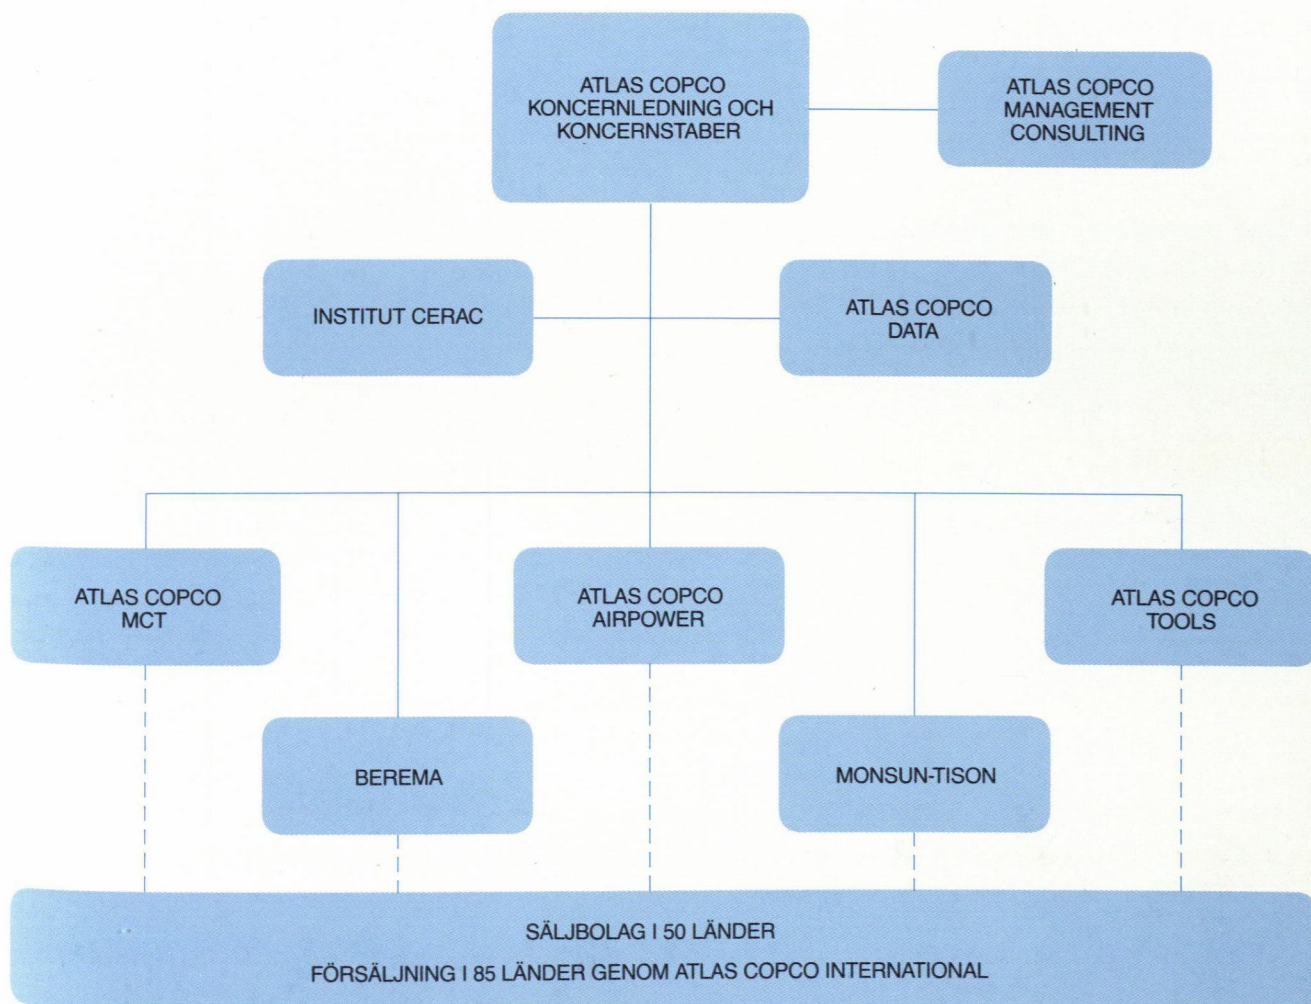 ATLAS COPCO
KONCERNLEDNING OCH
KONCERNSTABER
ATLAS COPCO
MANAGEMENT
CONSULTING
INSTITUT CERAC
ATLAS COPCO
DATA
ATLAS COPCO
MCT
ATLAS COPCO
AIRPOWER
ATLAS COPCO
TOOLS
BEREMA
MONSUN-TISON
SÄLJBOLAG I 50 LÄNDER
FÖRSÄLJNING I 85 LÄNDER GENOM ATLAS COPCO INTERNATIONAL